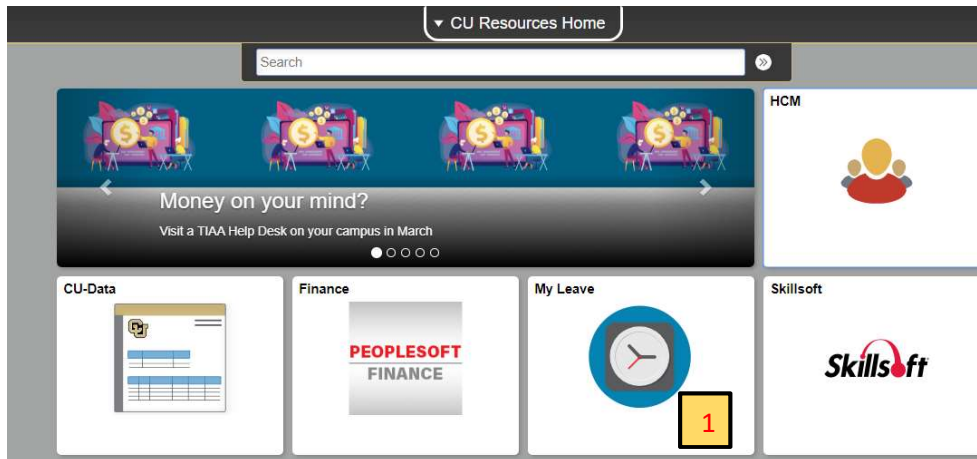 ▾ CU Resources Home
Search
HCM
Money on your mind?
Visit a TIAA Help Desk on your campus in March
CU-Data
Finance
My Leave
Skillsoft
CU
PEOPLESOFT
FINANCE
Skillsoft
1